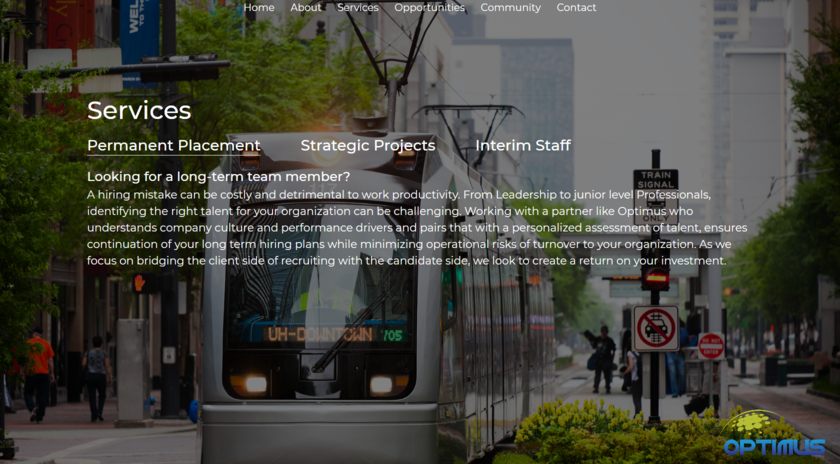 Home About Services Opportunities Community Contact
Services
Permanent Placement Strategic Projects Interim Staff
Looking for a long-term team member?
A hiring mistake can be costly and detrimental to work productivity. From Leadership to junior level Professionals,
identifying the right talent for your organization can be challenging. Working with a partner like Optimus who
understands company culture and performance drivers and pairs that with a personalized assessment of talent, ensures
continuation of your long term hiring plans while minimizing operational risks of turnover to your organization. As we
focus on bridging the client side of recruiting with the candidate side, we look to create a return on your investment.
TRAIN
SIGNAL
ONLY
UH-DOWNTOWN 705
DO NOT
ENTER
OPTIMUS